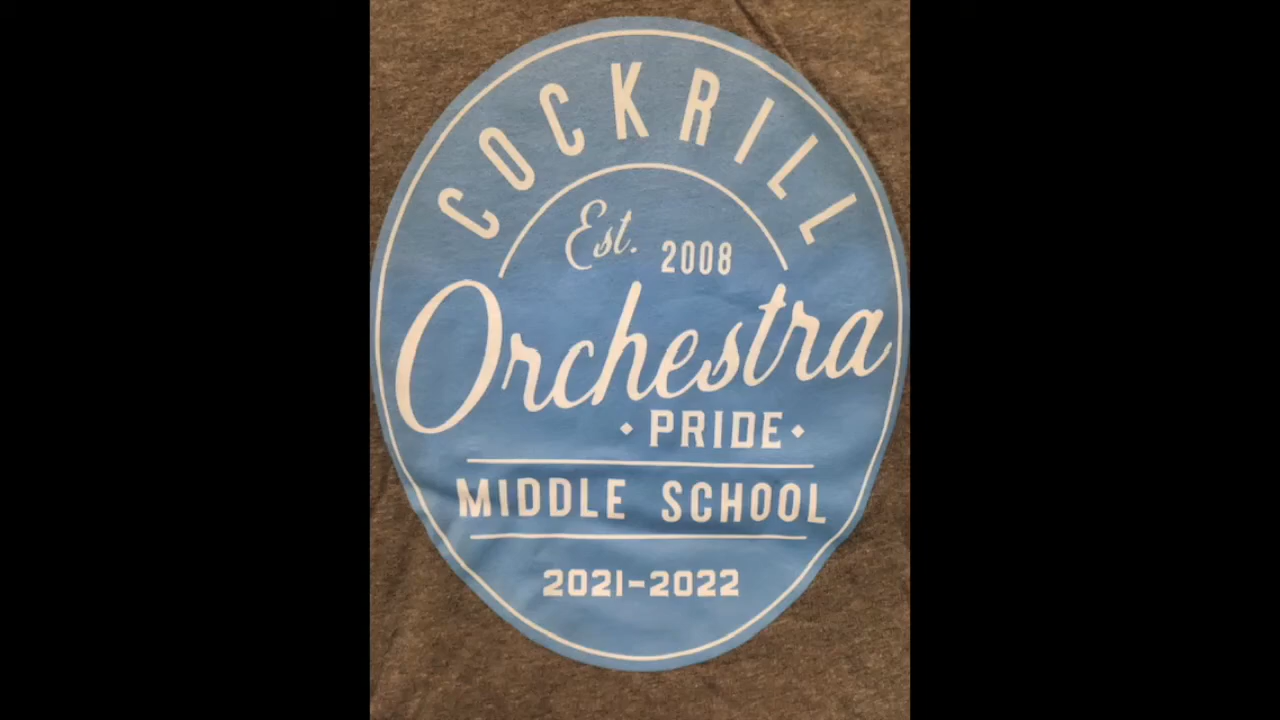 COCKRILL
Est. 2008
Orchestra
· PRIDE ·
MIDDLE SCHOOL
2021-2022